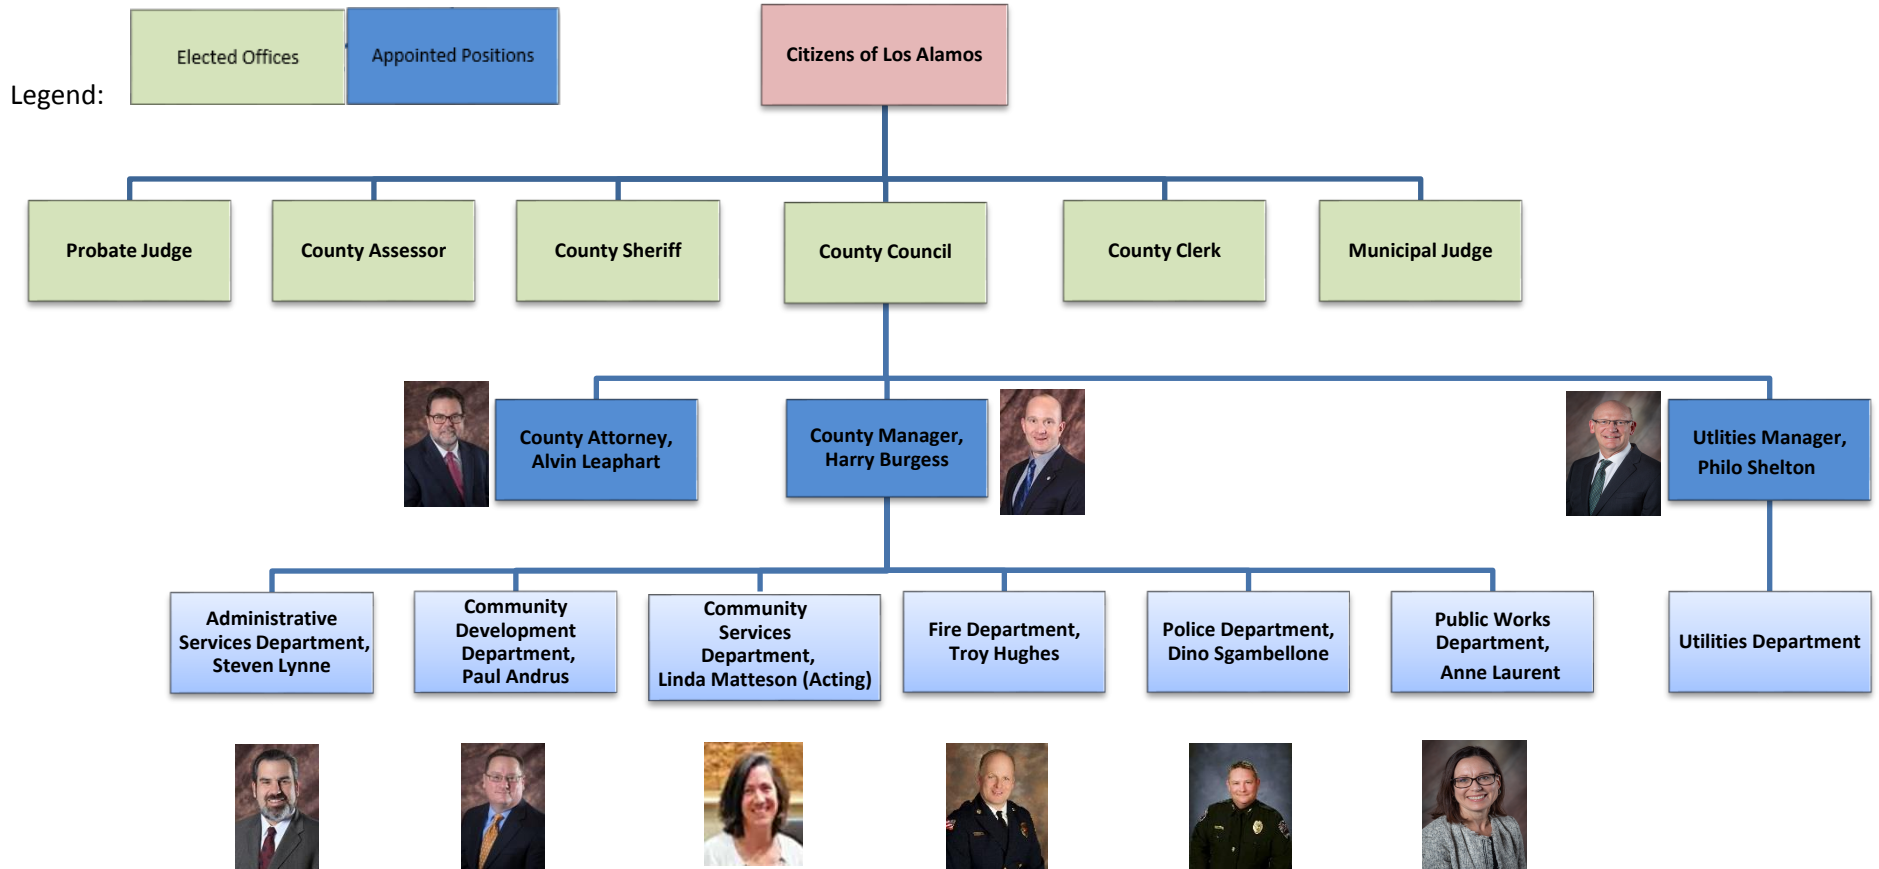 Elected Offices
Appointed Positions
Legend:
Citizens of Los Alamos
Probate Judge
County Assessor
County Sheriff
County Council
County Clerk
Municipal Judge
County Attorney,
Alvin Leaphart
County Manager,
Harry Burgess
Utlities Manager,
Philo Shelton
Administrative
Services Department,
Steven Lynne
Community
Development
Department,
Paul Andrus
Community
Services
Department,
Linda Matteson (Acting)
Fire Department,
Troy Hughes
Police Department,
Dino Sgambellone
Public Works
Department,
Anne Laurent
Utilities Department